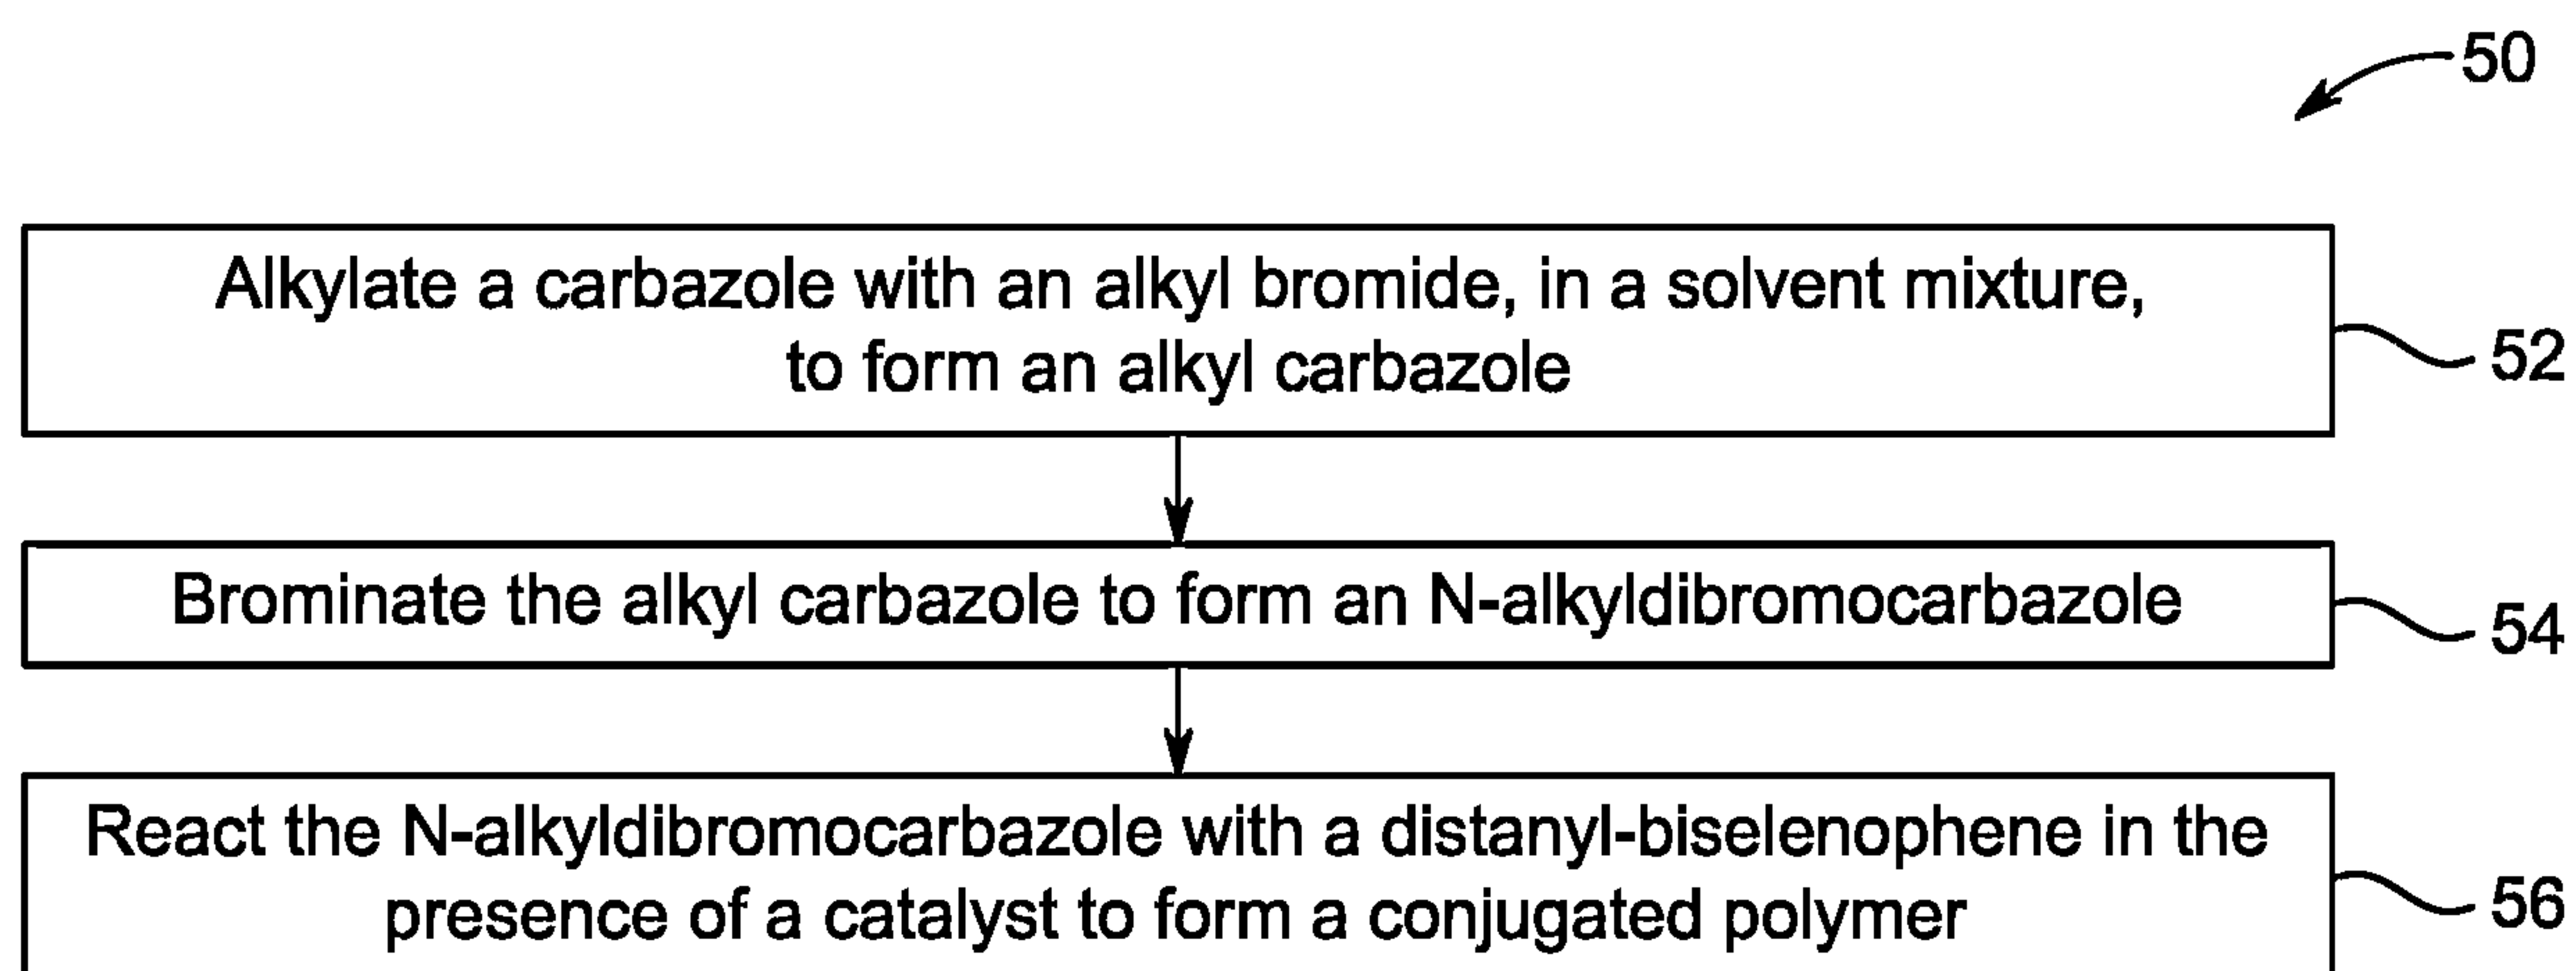 50
Alkylate a carbazole with an alkyl bromide, in a solvent mixture,
to form an alkyl carbazole
52
Brominate the alkyl carbazole to form an N-alkyldibromocarbazole
54
React the N-alkyldibromocarbazole with a distanyl-biselenophene in the
presence of a catalyst to form a conjugated polymer
56